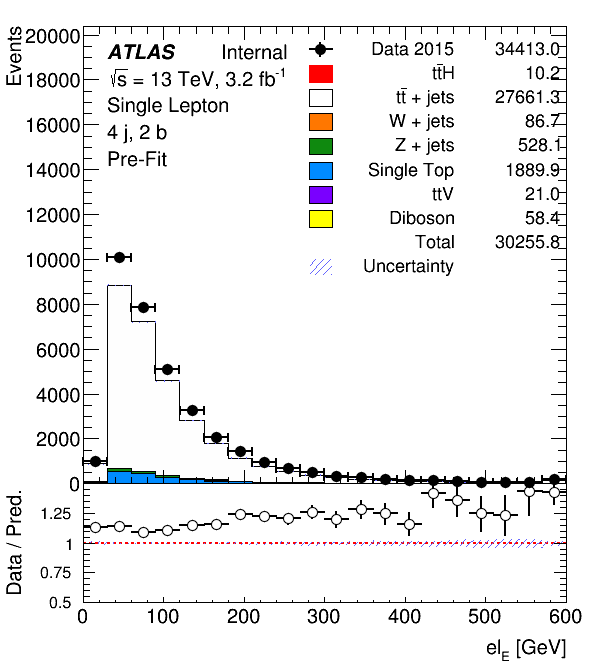 Events
20000
18000
16000
14000
12000
10000
8000
6000
4000
2000
0
ATLAS Internal
√s = 13 TeV, 3.2 fb⁻¹
Single Lepton
4 j, 2 b
Pre-Fit
Data 2015 34413.0
tt̄H 10.2
tt̄ + jets 27661.3
W + jets 86.7
Z + jets 528.1
Single Top 1889.9
ttV 21.0
Diboson 58.4
Total 30255.8
Uncertainty
Data / Pred.
1.25
1
0.75
0.5
0 100 200 300 400 500 600
el_E [GeV]